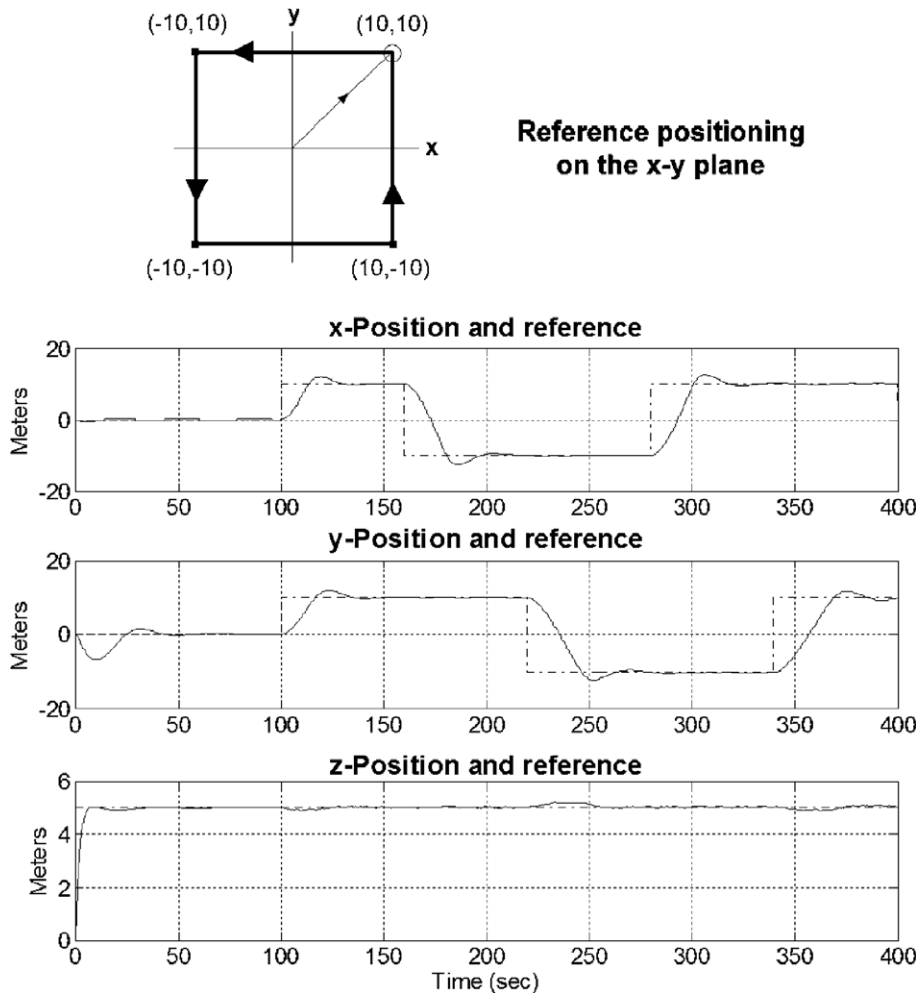 y
(-10,10) (10,10)
x
Reference positioning
on the x-y plane
(-10,-10) (10,-10)
x-Position and reference
20
0
-20
Meters
0 50 100 150 200 250 300 350 400
y-Position and reference
20
0
-20
Meters
0 50 100 150 200 250 300 350 400
z-Position and reference
6
4
2
0
Meters
0 50 100 150 200 250 300 350 400
Time (sec)